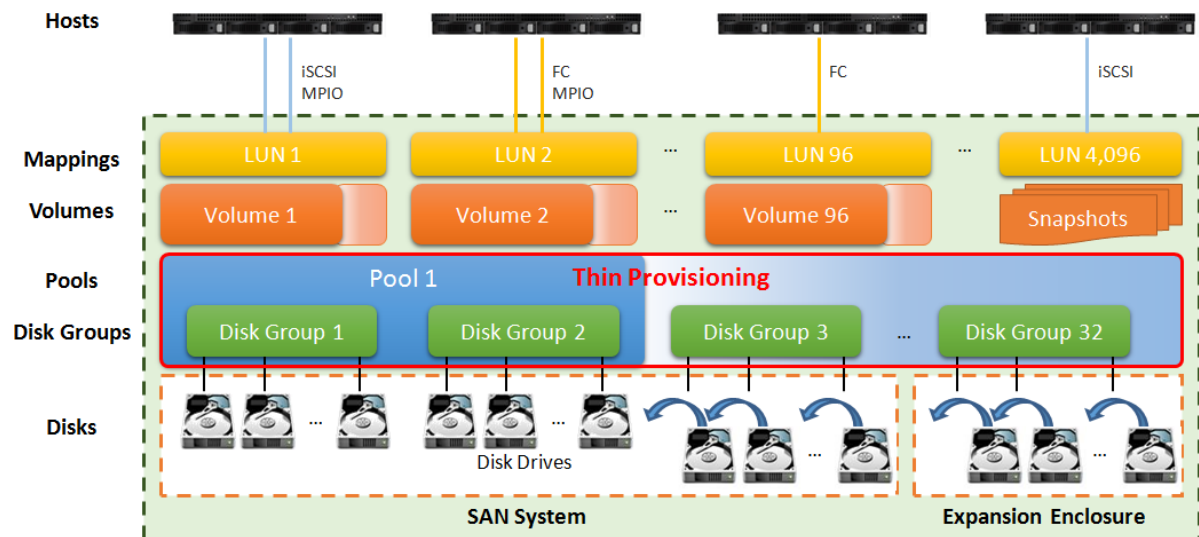 Hosts
iSCSI
MPIO
FC
MPIO
FC
iSCSI
Mappings
LUN 1
LUN 2
...
LUN 96
...
LUN 4,096
Volumes
Volume 1
Volume 2
...
Volume 96
Snapshots
Pools
Pool 1
Thin Provisioning
Disk Groups
Disk Group 1
Disk Group 2
Disk Group 3
...
Disk Group 32
Disks
...
...
...
...
Disk Drives
SAN System
Expansion Enclosure